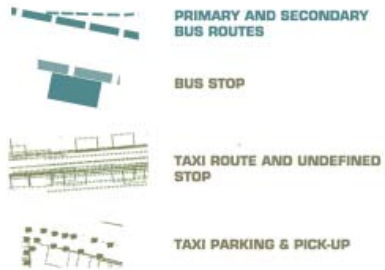 PRIMARY AND SECONDARY
BUS ROUTES
BUS STOP
TAXI ROUTE AND UNDEFINED
STOP
TAXI PARKING & PICK-UP